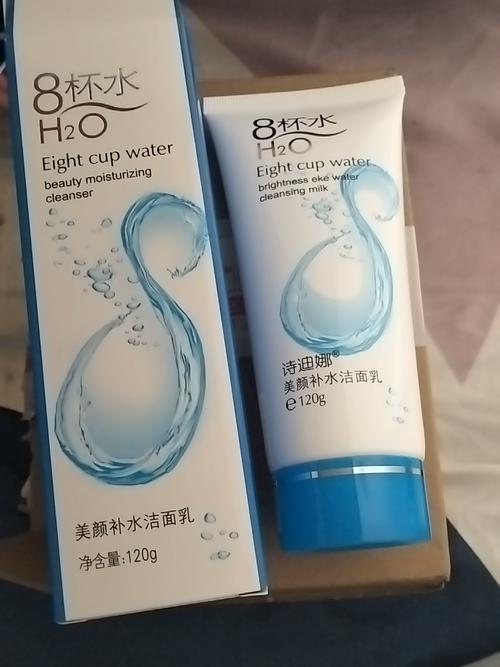 8杯水
H2O
Eight cup water
beauty moisturizing
cleanser
美颜补水洁面乳
净含量:120g
8杯水
H2O
Eight cup water
brightness eke water
cleansing milk
诗迪娜®
美颜补水洁面乳
e120g